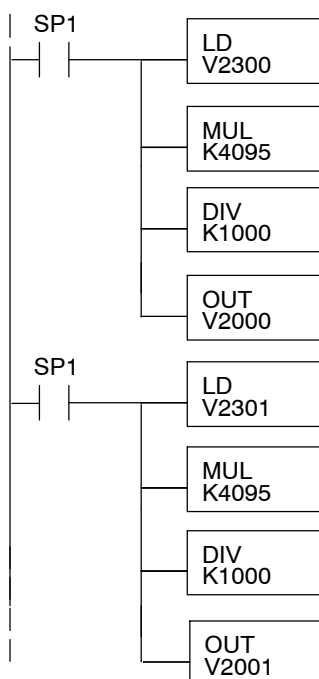 SP1
LD
V2300
MUL
K4095
DIV
K1000
OUT
V2000
SP1
LD
V2301
MUL
K4095
DIV
K1000
OUT
V2001